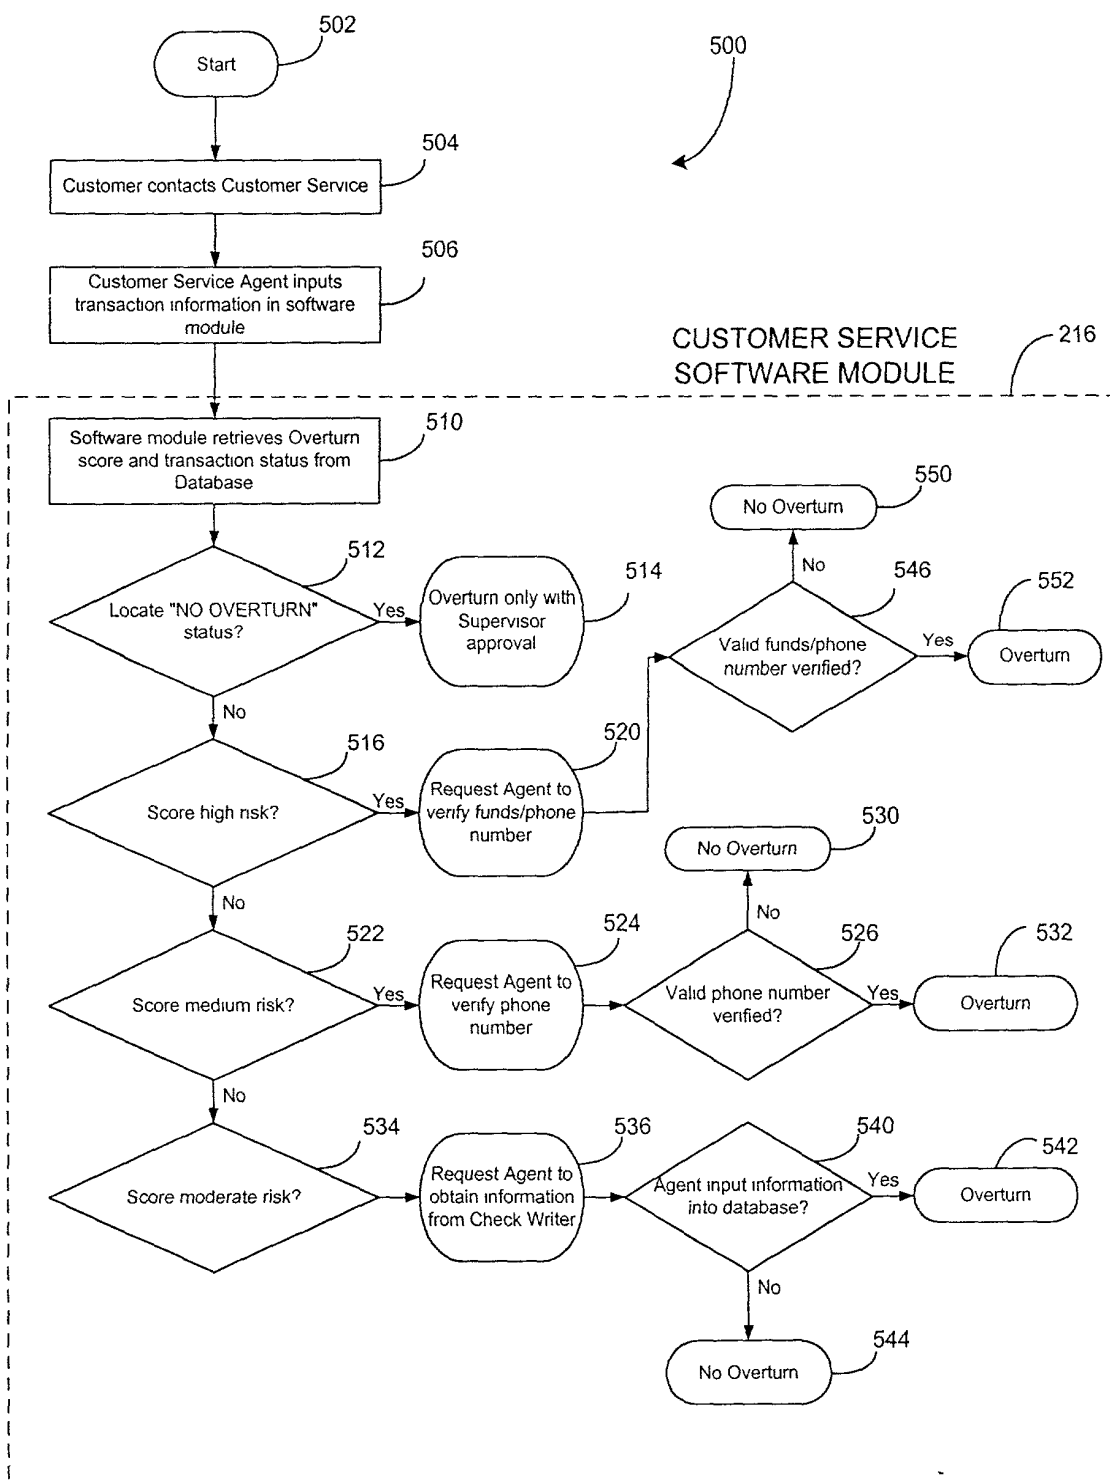 502
Start
500
504
Customer contacts Customer Service
506
Customer Service Agent inputs
transaction information in software
module
CUSTOMER SERVICE
SOFTWARE MODULE
216
510
Software module retrieves Overturn
score and transaction status from
Database
550
No Overturn
512
514
No
546
552
Locate "NO OVERTURN"
status?
Yes
Overturn only with
Supervisor
approval
Valid funds/phone
number verified?
Yes
Overturn
No
516
520
Score high risk?
Yes
Request Agent to
verify funds/phone
number
530
No Overturn
No
522
524
No
526
532
Score medium risk?
Yes
Request Agent to
verify phone
number
Valid phone number
verified?
Yes
Overturn
No
534
536
540
542
Score moderate risk?
Request Agent to
obtain information
from Check Writer
Agent input information
into database?
Yes
Overturn
No
544
No Overturn